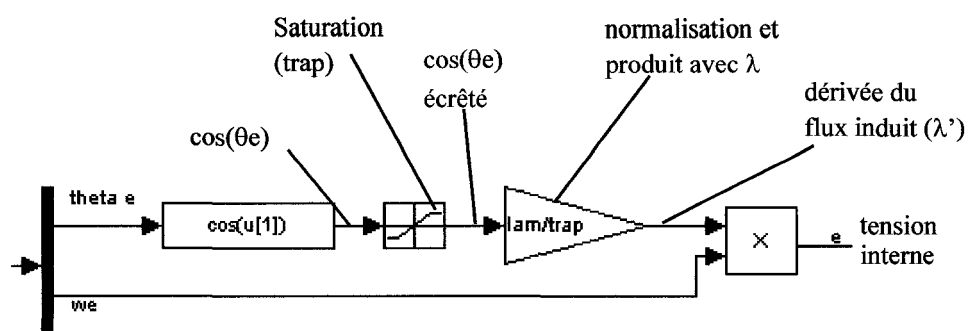 Saturation
(trap)
cos(θe)
écrêté
normalisation et
produit avec λ
dérivée du
flux induit (λ’)
cos(θe)
theta e
cos(u[1])
lam/trap
×
e
tension
interne
we